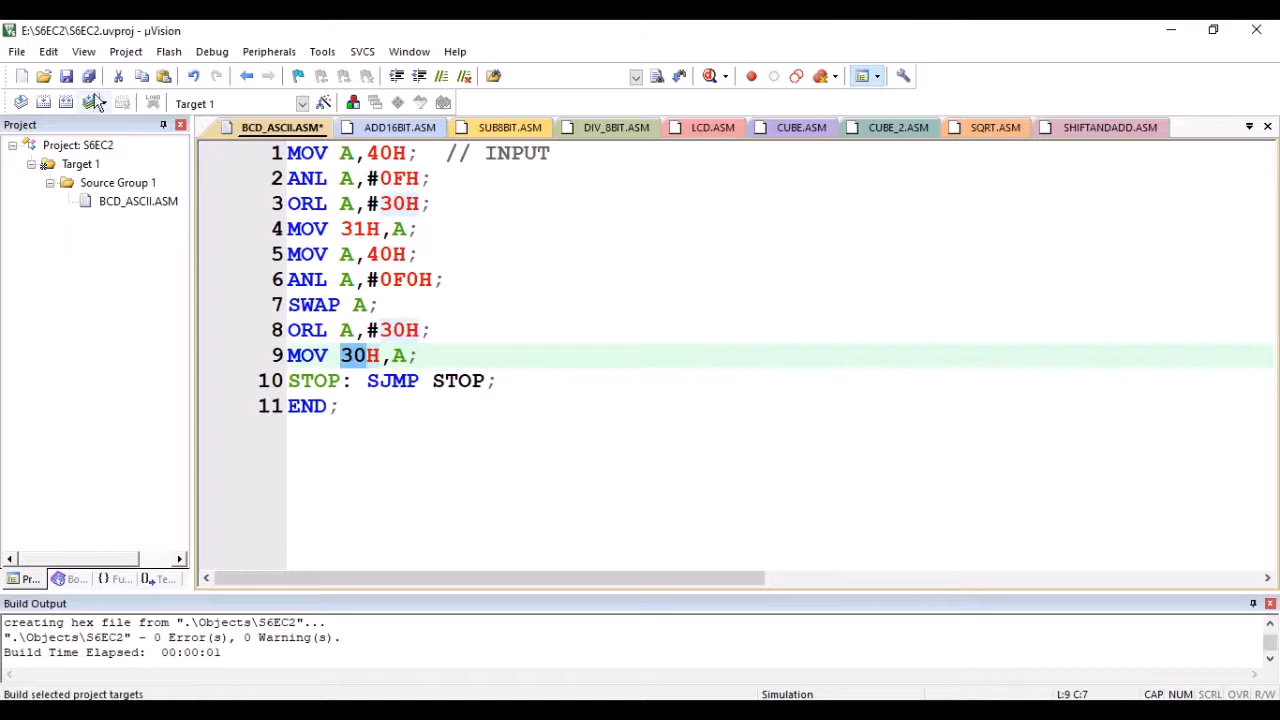 E:\S6EC2\S6EC2.uvproj - µVision
File Edit View Project Flash Debug Peripherals Tools SVCS Window Help
Target 1
Project
BCD_ASCII.ASM* ADD16BIT.ASM SUB8BIT.ASM DIV_8BIT.ASM LCD.ASM CUBE.ASM CUBE_2.ASM SQRT.ASM SHIFTANDADD.ASM
Project: S6EC2
Target 1
Source Group 1
BCD_ASCII.ASM
1 MOV A,40H; // INPUT
2 ANL A,#0FH;
3 ORL A,#30H;
4 MOV 31H,A;
5 MOV A,40H;
6 ANL A,#0F0H;
7 SWAP A;
8 ORL A,#30H;
9 MOV 30H,A;
10 STOP: SJMP STOP;
11 END;
Pr... Bo... {} Fu... Te...
Build Output
creating hex file from ".\Objects\S6EC2"...
".\Objects\S6EC2" - 0 Error(s), 0 Warning(s).
Build Time Elapsed: 00:00:01
Build selected project targets Simulation L:9 C:7 CAP NUM SCRL OVR R/W